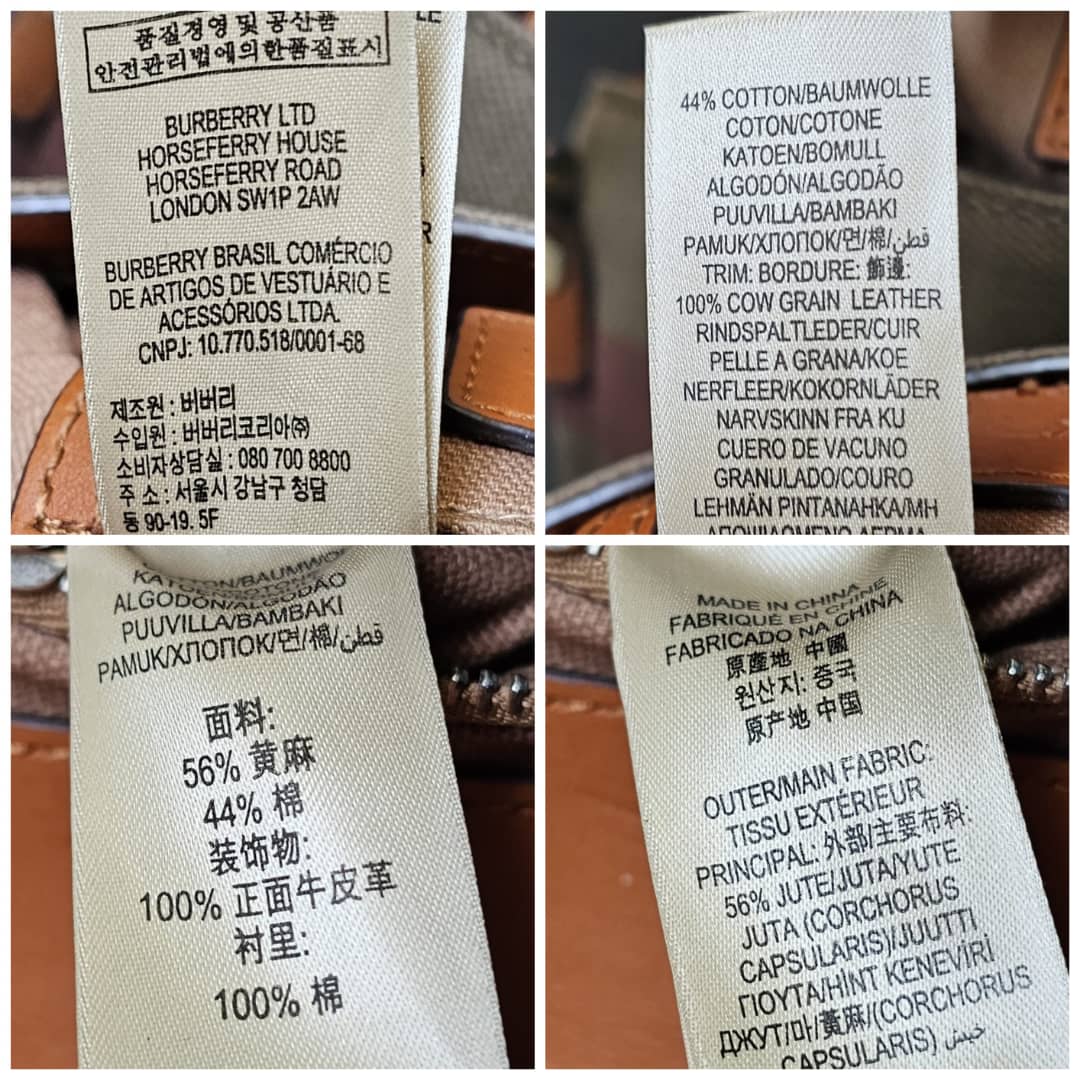 품질경영 및 공산품
안전관리법에의한품질표시
BURBERRY LTD
HORSEFERRY HOUSE
HORSEFERRY ROAD
LONDON SW1P 2AW
BURBERRY BRASIL COMÉRCIO
DE ARTIGOS DE VESTUÁRIO E
ACESSÓRIOS LTDA.
CNPJ: 10.770.518/0001-68
제조원 : 버버리
수입원 : 버버리코리아㈜
소비자상담실 : 080 700 8800
주 소 : 서울시 강남구 청담
동 90-19. 5F
44% COTTON/BAUMWOLLE
COTON/COTONE
KATOEN/BOMULL
ALGODÓN/ALGODÃO
PUUVILLA/BAMBAKI
PAMUK/ХЛОПОК/면/棉/قطن
TRIM: BORDURE: 飾邊:
100% COW GRAIN LEATHER
RINDSPALTLEDER/CUIR
PELLE A GRANA/KOE
NERFLEER/KOKORNLÄDER
NARVSKINN FRA KU
CUERO DE VACUNO
GRANULADO/COURO
LEHMÄN PINTANAHKA/MH
ALGODÓN/ALGODÃO
PUUVILLA/BAMBAKI
PAMUK/ХЛОПОК/면/棉/قطن
面料:
56% 黄麻
44% 棉
装饰物:
100% 正面牛皮革
衬里:
100% 棉
MADE IN CHINA
FABRIQUÉ EN CHINE
FABRICADO NA CHINA
原產地 中國
원산지: 중국
原产地 中国
OUTER/MAIN FABRIC:
TISSU EXTÉRIEUR
PRINCIPAL: 外部/主要布料:
56% JUTE/JUTA/YUTE
JUTA (CORCHORUS
CAPSULARIS)/JUUTTI
ΓΙΟΥΤΑ/HINT KENEVİRİ
ДЖУТ/마/黃麻/(CORCHORUS
CAPSULARIS) خيش